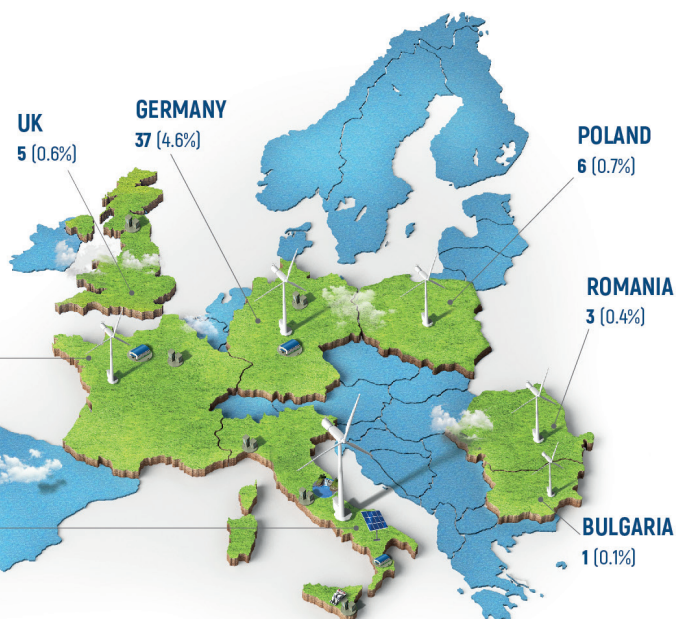 UK
5 (0.6%)
GERMANY
37 (4.6%)
POLAND
6 (0.7%)
ROMANIA
3 (0.4%)
BULGARIA
1 (0.1%)